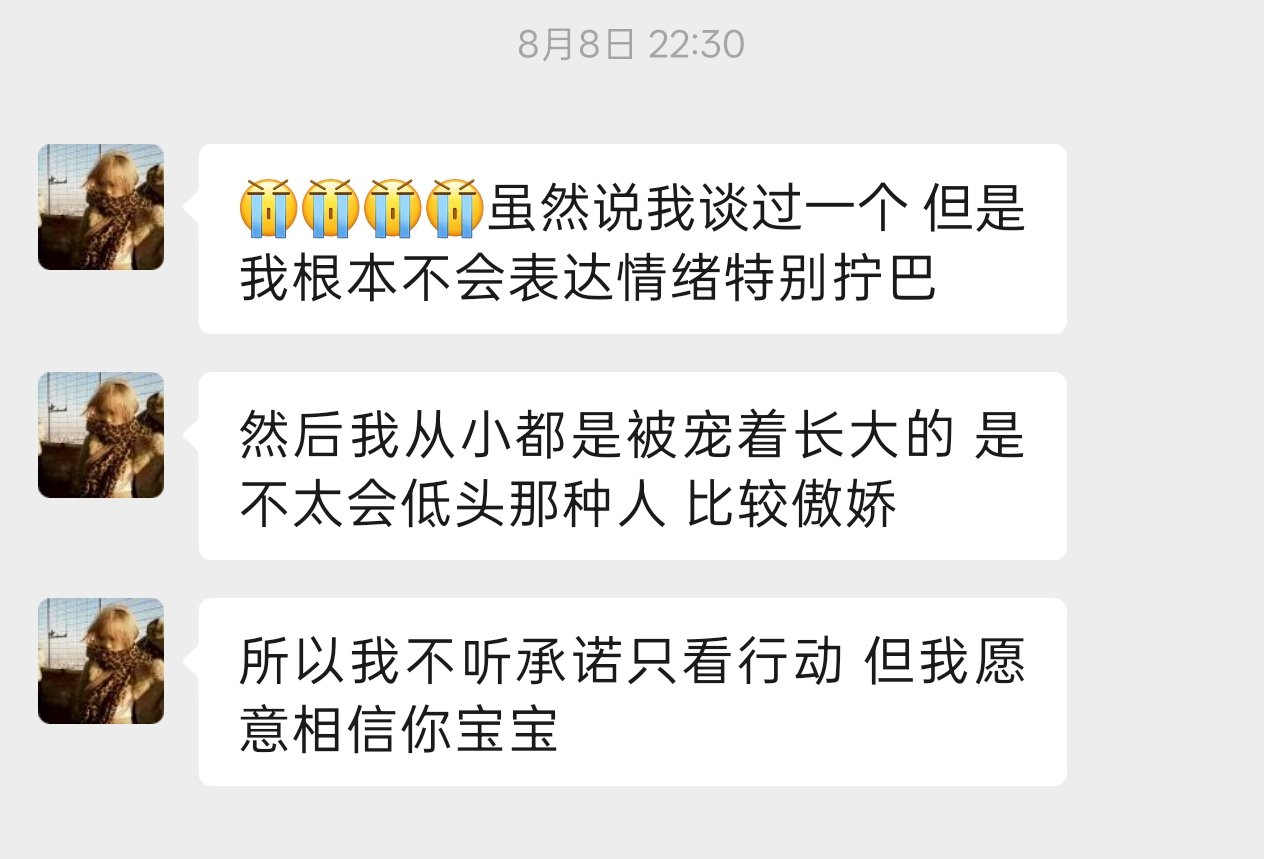 8月8日 22:30
😭😭😭😭虽然说我谈过一个 但是
我根本不会表达情绪特别拧巴
然后我从小都是被宠着长大的 是
不太会低头那种人 比较傲娇
所以我不听承诺只看行动 但我愿
意相信你宝宝